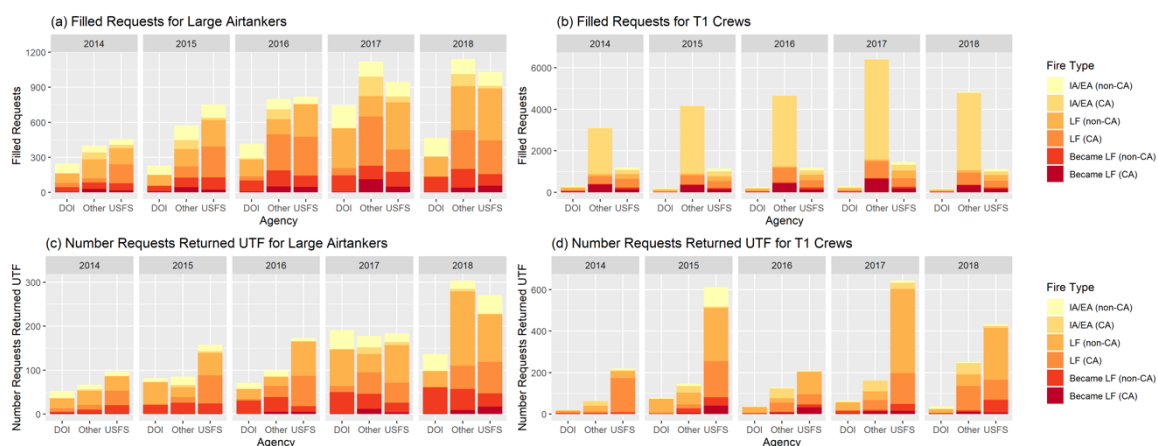 (a) Filled Requests for Large Airtankers
2014 2015 2016 2017 2018
1200
900
600
300
0
Filled Requests
DOI Other USFS DOI Other USFS DOI Other USFS DOI Other USFS DOI Other USFS
Agency
(b) Filled Requests for T1 Crews
2014 2015 2016 2017 2018
6000
4000
2000
0
Filled Requests
DOI Other USFS DOI Other USFS DOI Other USFS DOI Other USFS DOI Other USFS
Agency
Fire Type
IA/EA (non-CA)
IA/EA (CA)
LF (non-CA)
LF (CA)
Became LF (non-CA)
Became LF (CA)
(c) Number Requests Returned UTF for Large Airtankers
2014 2015 2016 2017 2018
300
200
100
0
Number Requests Returned UTF
DOI Other USFS DOI Other USFS DOI Other USFS DOI Other USFS DOI Other USFS
Agency
(d) Number Requests Returned UTF for T1 Crews
2014 2015 2016 2017 2018
600
400
200
0
Number Requests Returned UTF
DOI Other USFS DOI Other USFS DOI Other USFS DOI Other USFS DOI Other USFS
Agency
Fire Type
IA/EA (non-CA)
IA/EA (CA)
LF (non-CA)
LF (CA)
Became LF (non-CA)
Became LF (CA)